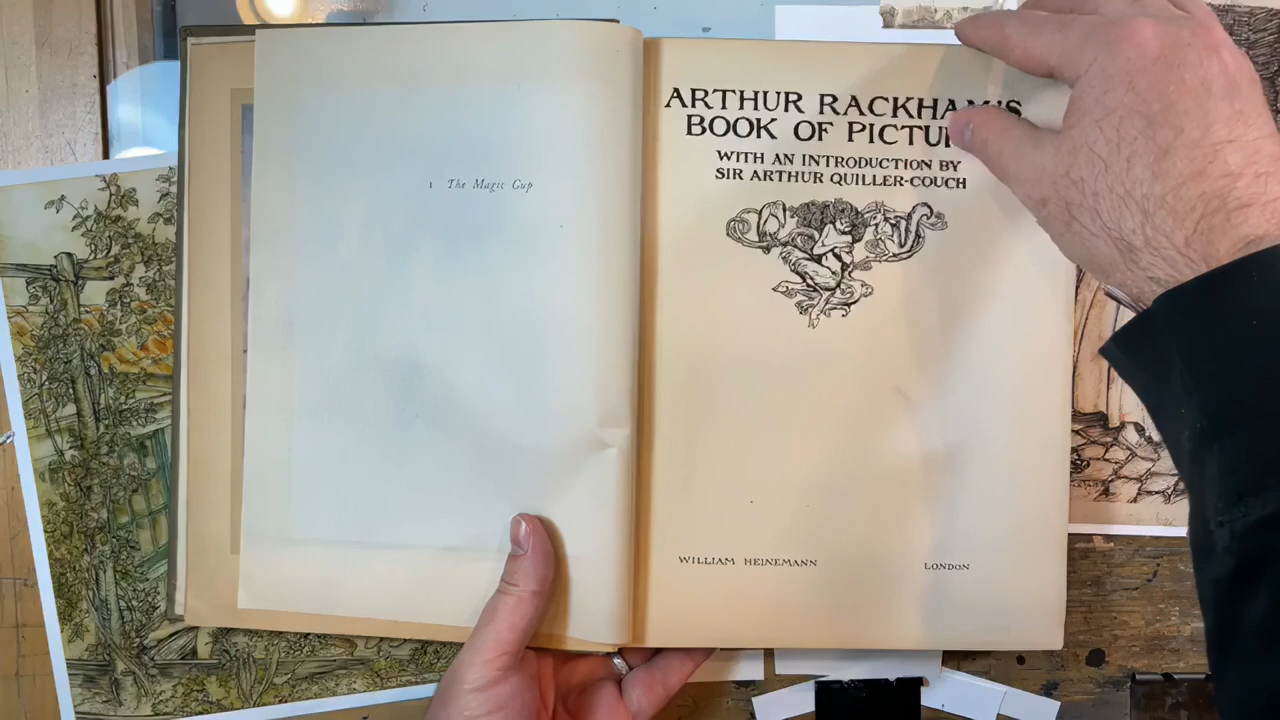 1 The Magic Cup
ARTHUR RACKHAM'S
BOOK OF
WITH AN INTRODUCTION BY
SIR ARTHUR QUILLER-COUCH
WILLIAM HEINEMANN LONDON